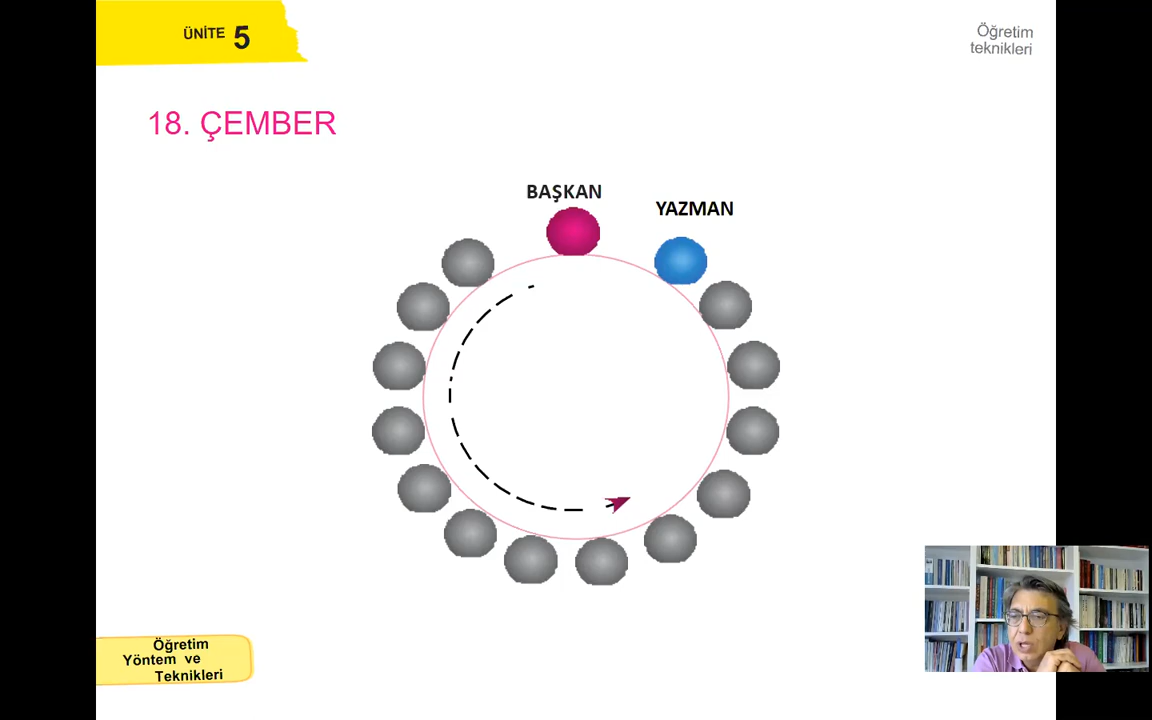 ÜNİTE 5
Öğretim
teknikleri
18. ÇEMBER
BAŞKAN
YAZMAN
Öğretim
Yöntem ve
Teknikleri